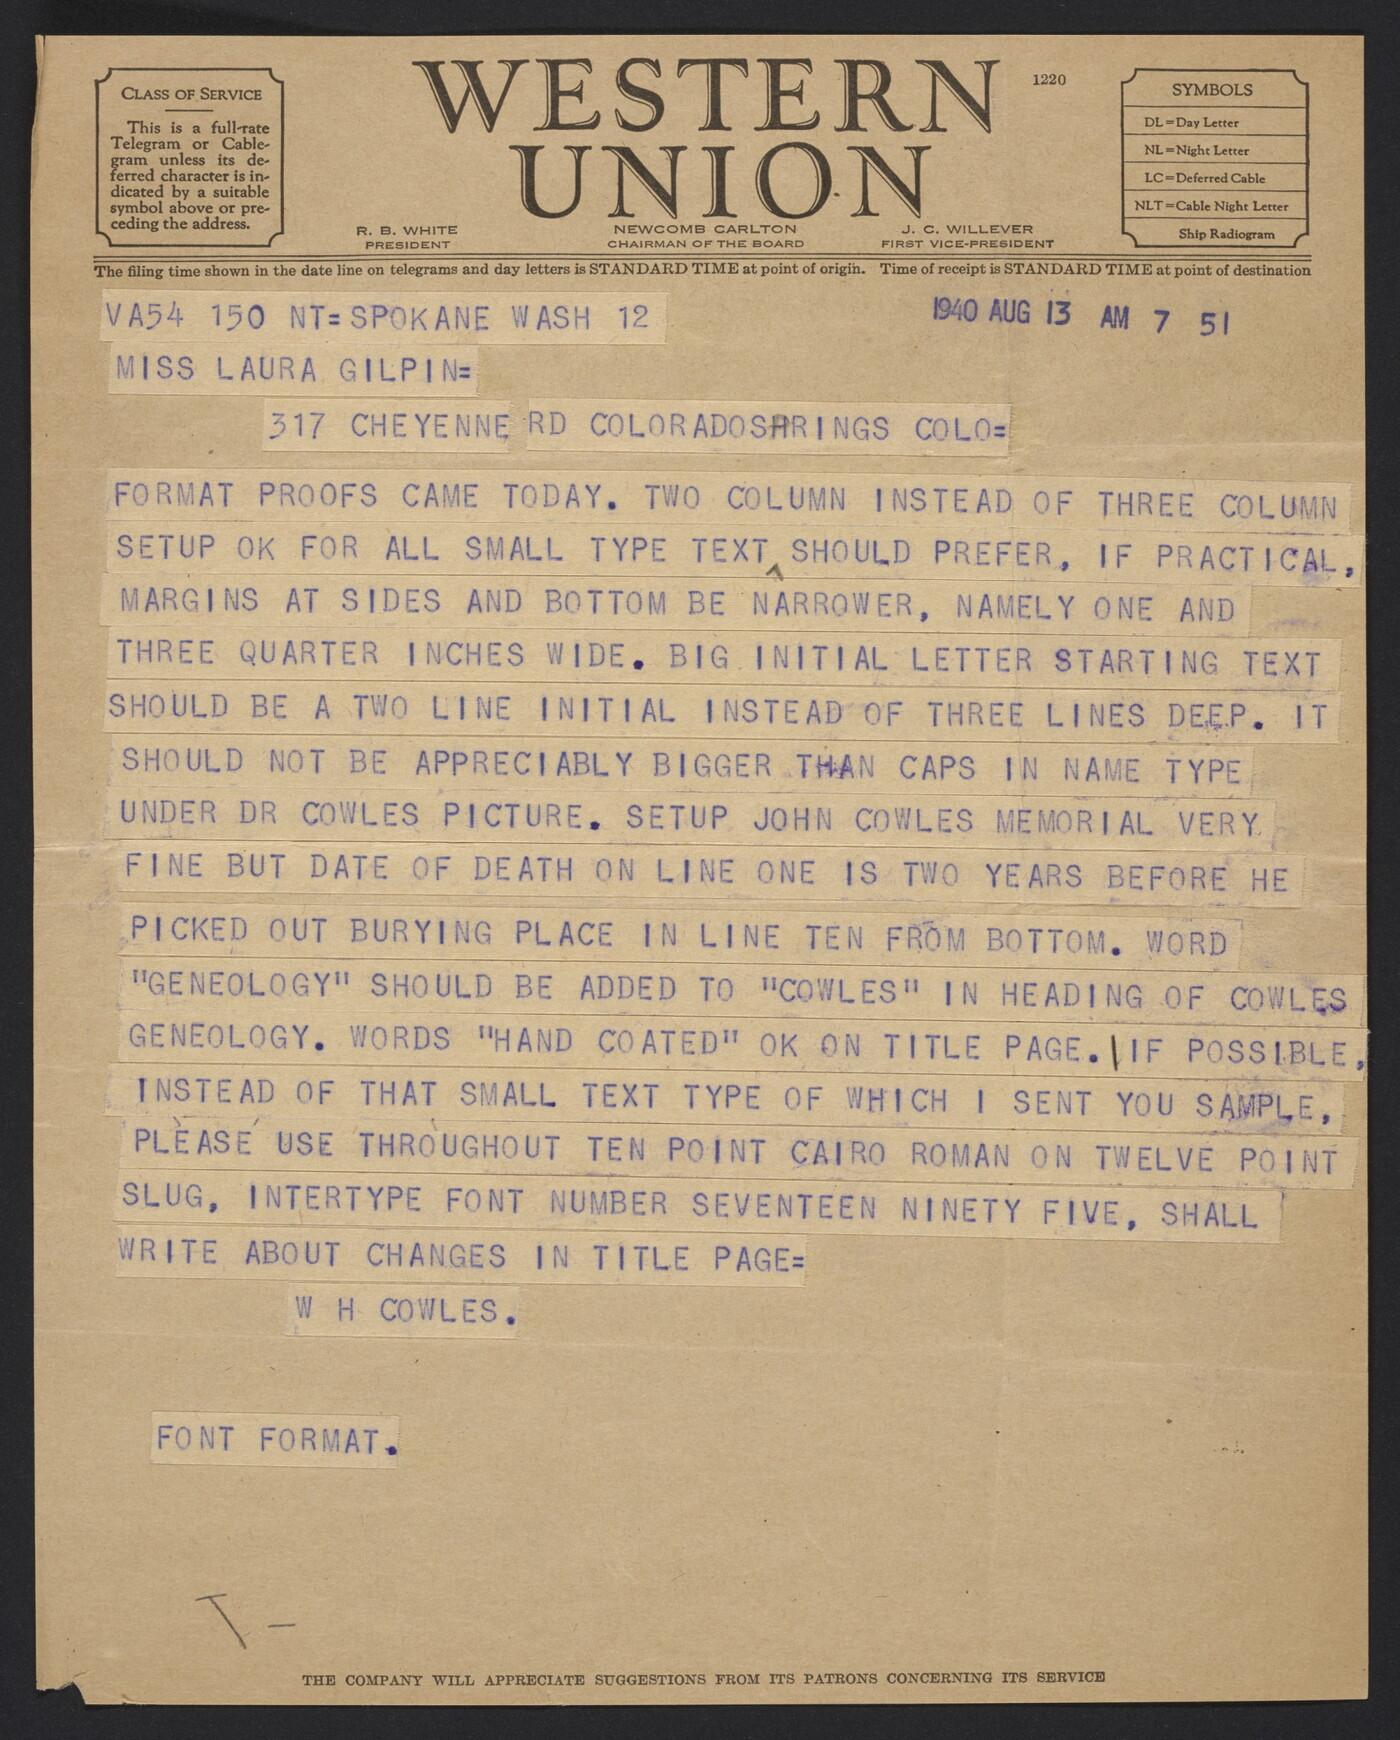 CLASS OF SERVICE
This is a full-rate
Telegram or Cable-
gram unless its de-
ferred character is in-
dicated by a suitable
symbol above or pre-
ceding the address.
WESTERN
UNION
1220
R. B. WHITE
PRESIDENT
NEWCOMB CARLTON
CHAIRMAN OF THE BOARD
J. C. WILLEVER
FIRST VICE-PRESIDENT
SYMBOLS
DL=Day Letter
NL=Night Letter
LC=Deferred Cable
NLT=Cable Night Letter
Ship Radiogram
The filing time shown in the date line on telegrams and day letters is STANDARD TIME at point of origin. Time of receipt is STANDARD TIME at point of destination
VA54 150 NT=SPOKANE WASH 12
1940 AUG 13 AM 7 51
MISS LAURA GILPIN=
317 CHEYENNE RD COLORADOSPRINGS COLO=
FORMAT PROOFS CAME TODAY. TWO COLUMN INSTEAD OF THREE COLUMN
SETUP OK FOR ALL SMALL TYPE TEXT^SHOULD PREFER, IF PRACTICAL,
MARGINS AT SIDES AND BOTTOM BE NARROWER, NAMELY ONE AND
THREE QUARTER INCHES WIDE. BIG INITIAL LETTER STARTING TEXT
SHOULD BE A TWO LINE INITIAL INSTEAD OF THREE LINES DEEP. IT
SHOULD NOT BE APPRECIABLY BIGGER THAN CAPS IN NAME TYPE
UNDER DR COWLES PICTURE. SETUP JOHN COWLES MEMORIAL VERY
FINE BUT DATE OF DEATH ON LINE ONE IS TWO YEARS BEFORE HE
PICKED OUT BURYING PLACE IN LINE TEN FROM BOTTOM. WORD
"GENEOLOGY" SHOULD BE ADDED TO "COWLES" IN HEADING OF COWLES
GENEOLOGY. WORDS "HAND COATED" OK ON TITLE PAGE.\IF POSSIBLE,
INSTEAD OF THAT SMALL TEXT TYPE OF WHICH I SENT YOU SAMPLE,
PLEASE USE THROUGHOUT TEN POINT CAIRO ROMAN ON TWELVE POINT
SLUG, INTERTYPE FONT NUMBER SEVENTEEN NINETY FIVE, SHALL
WRITE ABOUT CHANGES IN TITLE PAGE=
W H COWLES.
FONT FORMAT.
T —
THE COMPANY WILL APPRECIATE SUGGESTIONS FROM ITS PATRONS CONCERNING ITS SERVICE